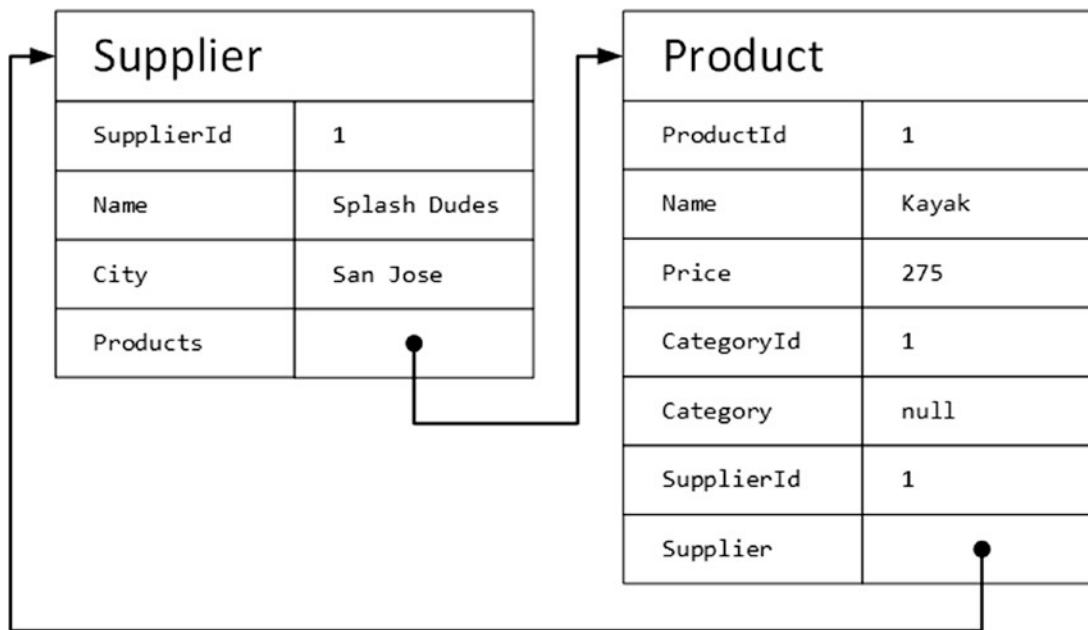 Supplier
SupplierId 1
Name Splash Dudes
City San Jose
Products
Product
ProductId 1
Name Kayak
Price 275
CategoryId 1
Category null
SupplierId 1
Supplier